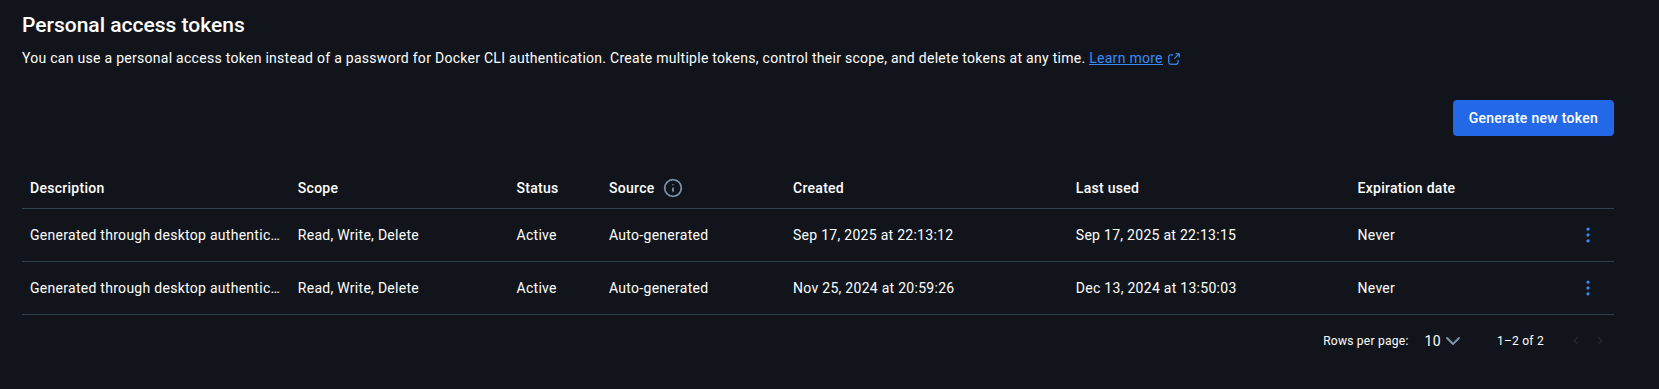 Personal access tokens
You can use a personal access token instead of a password for Docker CLI authentication. Create multiple tokens, control their scope, and delete tokens at any time. Learn more
Generate new token
Description Scope Status Source Created Last used Expiration date
Generated through desktop authentic... Read, Write, Delete Active Auto-generated Sep 17, 2025 at 22:13:12 Sep 17, 2025 at 22:13:15 Never
Generated through desktop authentic... Read, Write, Delete Active Auto-generated Nov 25, 2024 at 20:59:26 Dec 13, 2024 at 13:50:03 Never
Rows per page: 10 1–2 of 2